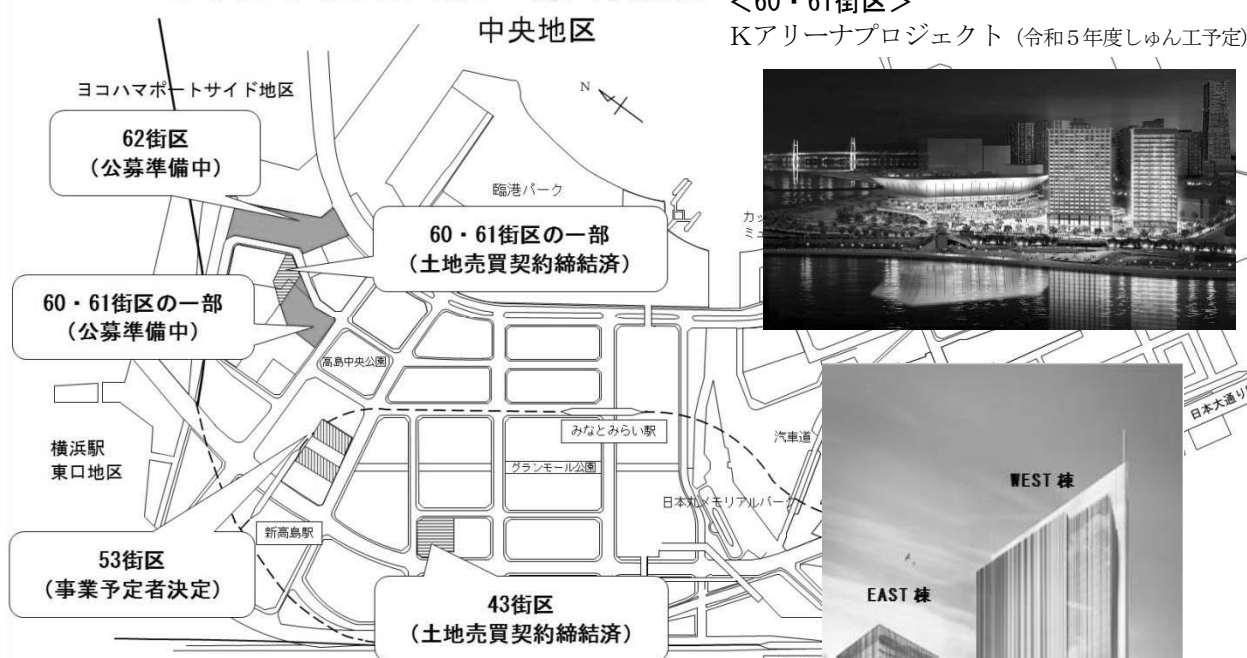 <60・61街区>
中央地区
Kアリーナプロジェクト（令和5年度しゅん工予定）
ヨコハマポートサイド地区
N
62街区
（公募準備中）
臨港パーク
60・61街区の一部
（土地売買契約締結済）
60・61街区の一部
（公募準備中）
高島中央公園
みなとみらい駅
汽車道
日本大通り
横浜駅
東口地区
グランモール公園
日本丸メモリアルパーク
新高島駅
53街区
（事業予定者決定）
43街区
（土地売買契約締結済）
WEST 棟
EAST 棟